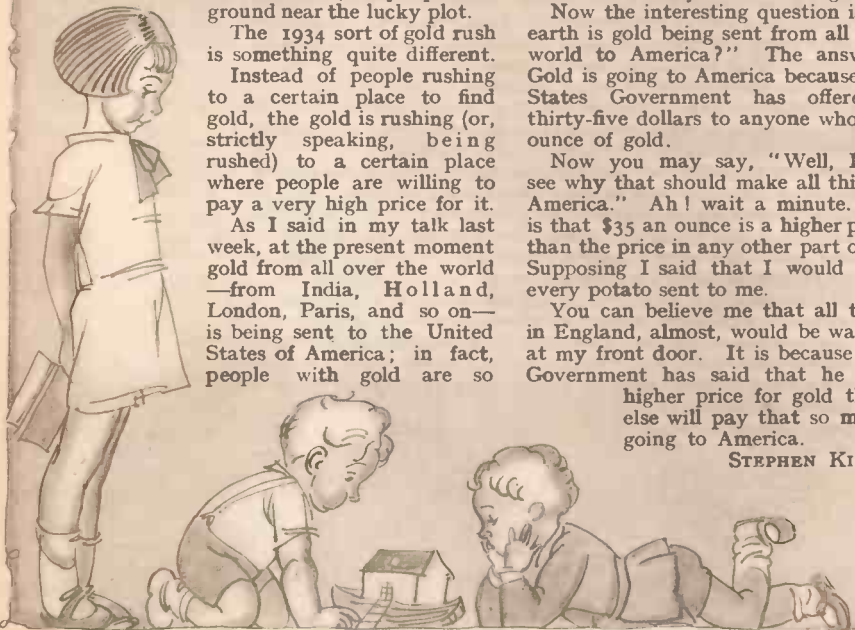 ground near the lucky plot.
The 1934 sort of gold rush
is something quite different.
Instead of people rushing
to a certain place to find
gold, the gold is rushing (or,
strictly speaking, being
rushed) to a certain place
where people are willing to
pay a very high price for it.
As I said in my talk last
week, at the present moment
gold from all over the world
—from India, Holland,
London, Paris, and so on—
is being sent to the United
States of America; in fact,
people with gold are so
Now the interesting question i
earth is gold being sent from all
world to America?" The answ
Gold is going to America because
States Government has offere
thirty-five dollars to anyone who
ounce of gold.
Now you may say, "Well, I
see why that should make all thi
America." Ah! wait a minute.
is that $35 an ounce is a higher p
than the price in any other part o
Supposing I said that I would
every potato sent to me.
You can believe me that all t
in England, almost, would be wa
at my front door. It is because
Government has said that he
higher price for gold t
else will pay that so m
going to America.
STEPHEN KI